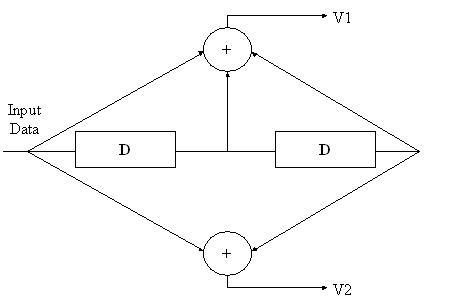 V1
+
Input
Data
D D
+
V2